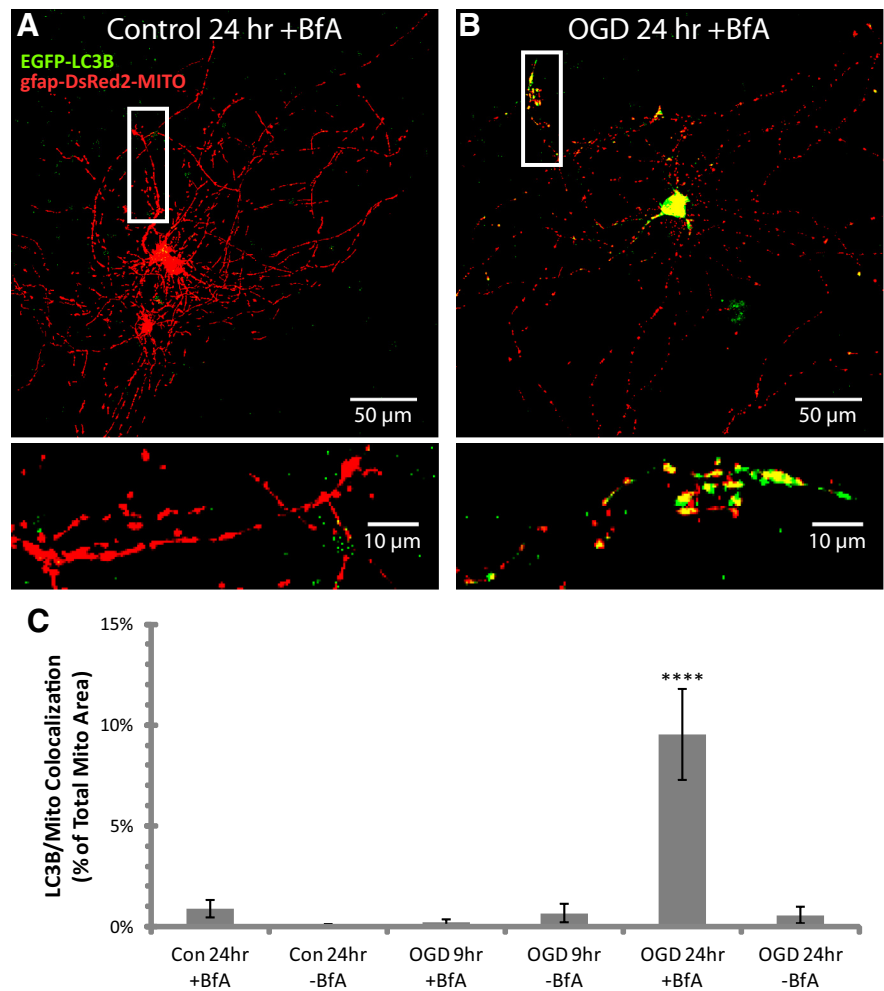 A
Control 24 hr +BfA
EGFP-LC3B
gfap-DsRed2-MITO
50 µm
10 µm
B
OGD 24 hr +BfA
50 µm
10 µm
C
LC3B/Mito Colocalization
(% of Total Mito Area)
15%
10%
5%
0%
****
Con 24hr
+BfA
Con 24hr
-BfA
OGD 9hr
+BfA
OGD 9hr
-BfA
OGD 24hr
+BfA
OGD 24hr
-BfA